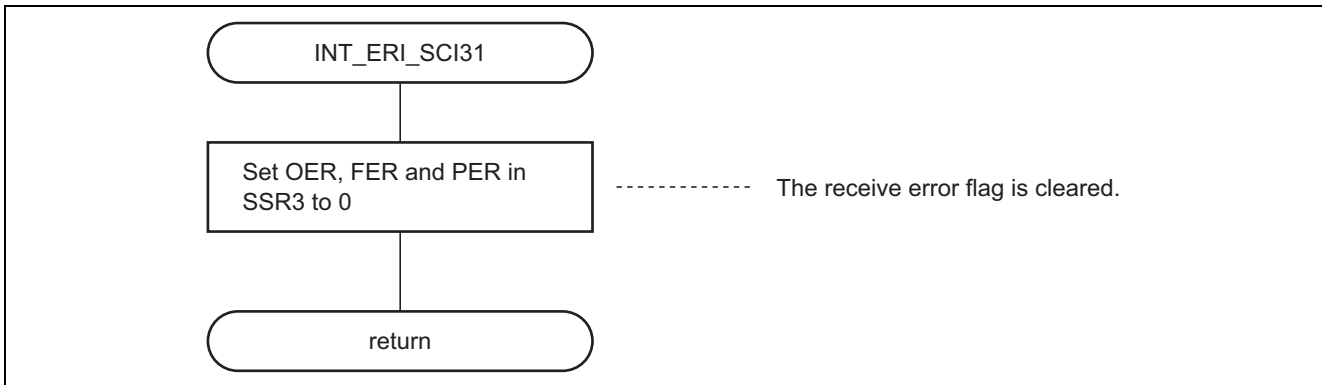 INT_ERI_SCI31
Set OER, FER and PER in
SSR3 to 0
The receive error flag is cleared.
return